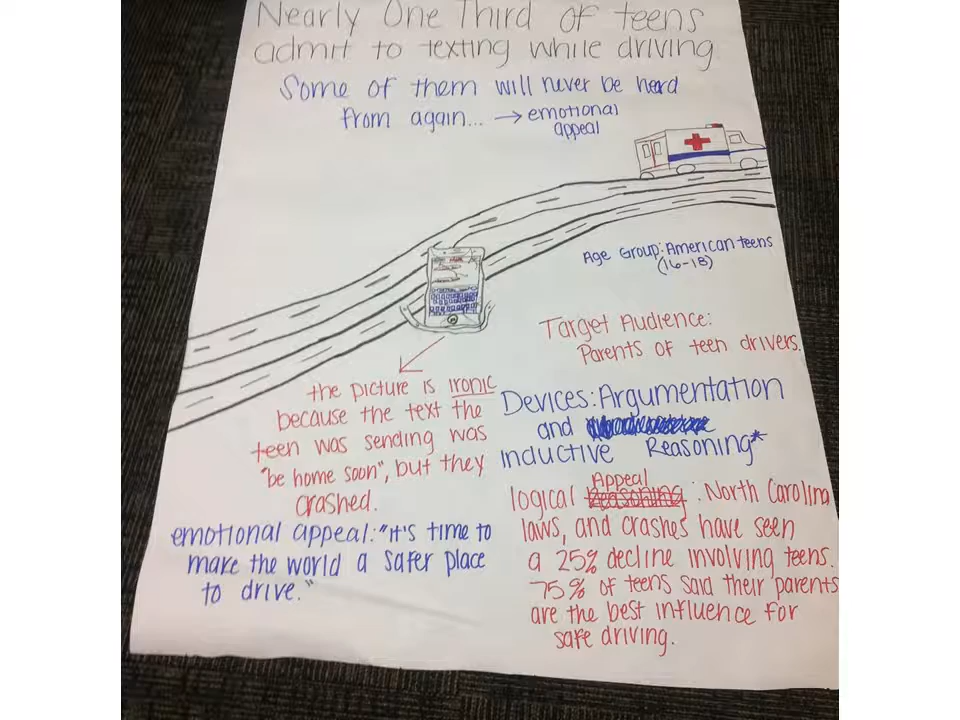 Nearly One Third of teens
admit to texting while driving
Some of them will never be heard
from again... → emotional
appeal
Age Group: American teens
(16-18)
Target Audience:
Parents of teen drivers.
the picture is ironic
because the text the
teen was sending was
"be home soon", but they
crashed.
emotional appeal: "it's time to
make the world a safer place
to drive."
Devices: Argumentation
and
inductive Reasoning*
logical Reasoning Appeal : North Carolina
laws, and crashes have seen
a 25% decline involving teens.
75% of teens said their parents
are the best influence for
safe driving.